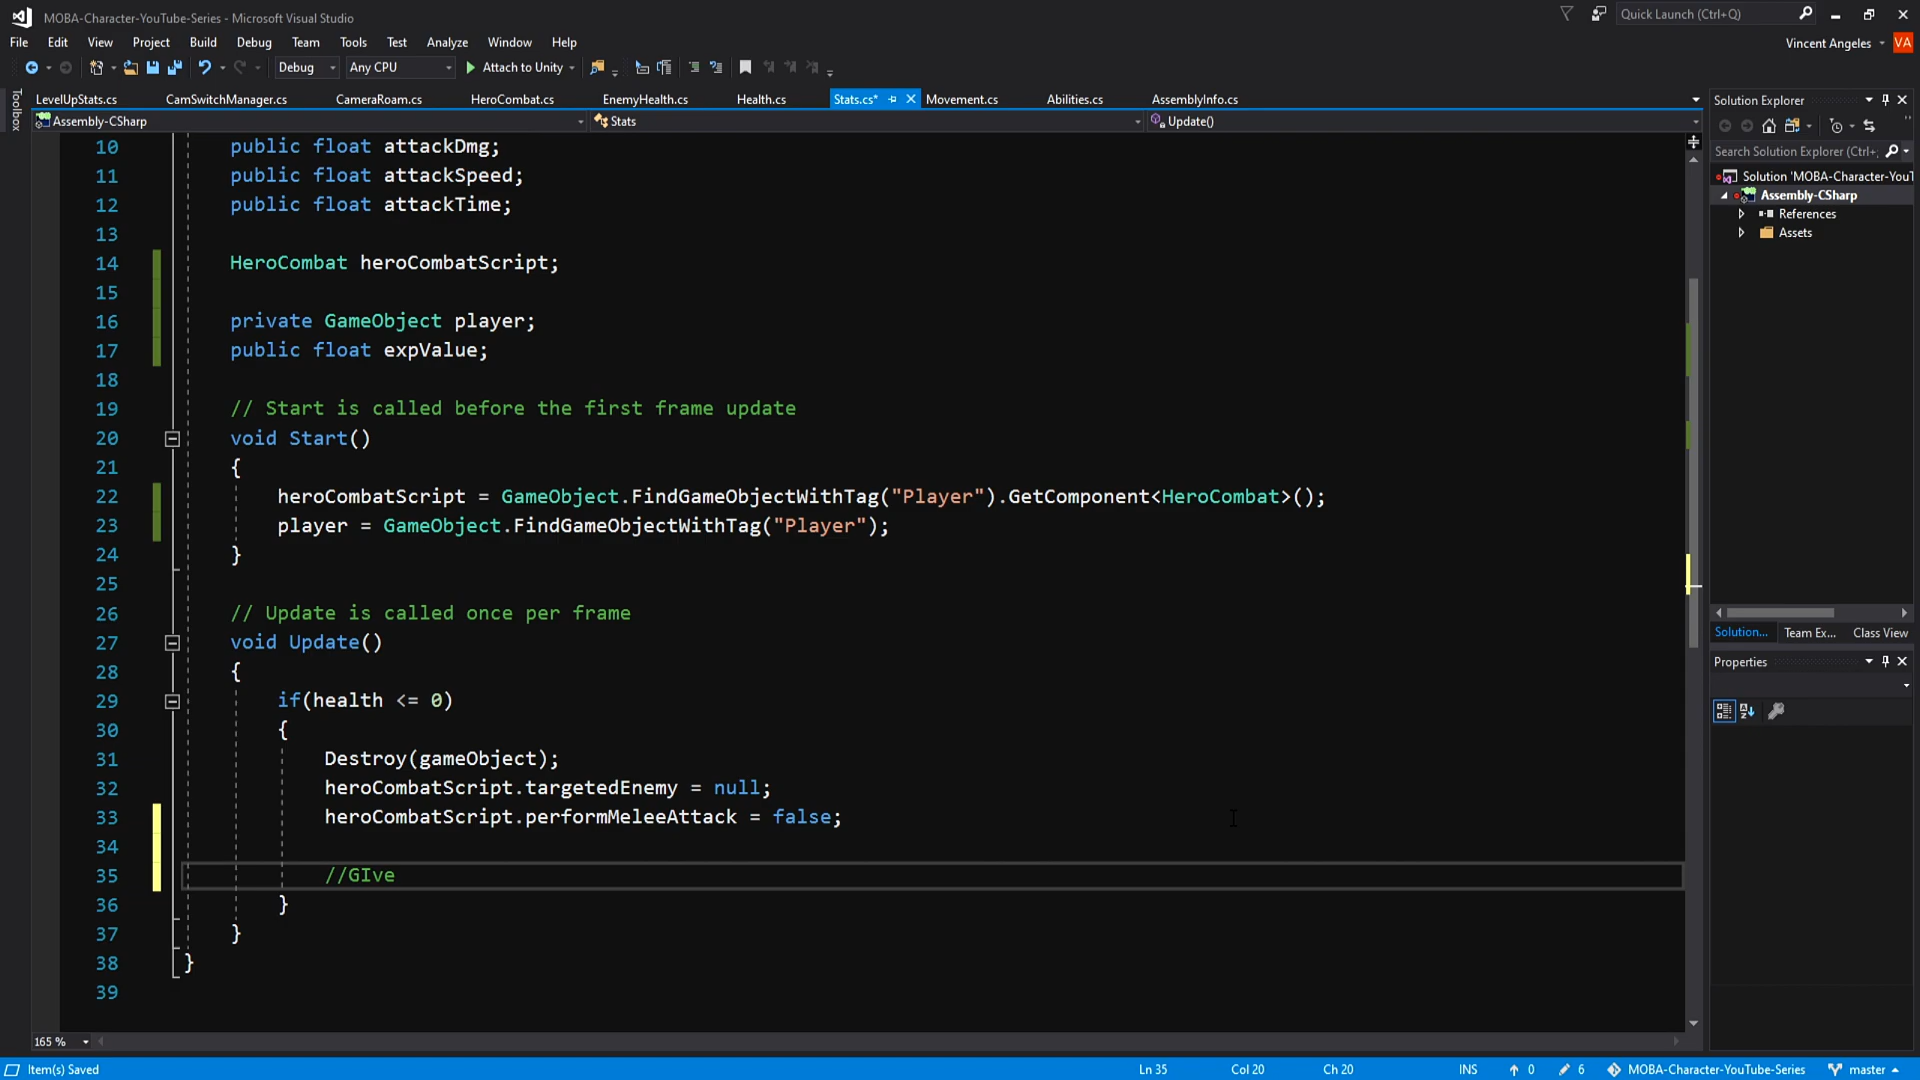 MOBA-Character-YouTube-Series - Microsoft Visual Studio
Quick Launch (Ctrl+Q)
File Edit View Project Build Debug Team Tools Test Analyze Window Help
Vincent Angeles VA
Debug Any CPU Attach to Unity
Toolbox
LevelUpStats.cs CamSwitchManager.cs CameraRoam.cs HeroCombat.cs EnemyHealth.cs Health.cs Stats.cs* Movement.cs Abilities.cs AssemblyInfo.cs
Assembly-CSharp Stats Update()
10 public float attackDmg;
11 public float attackSpeed;
12 public float attackTime;
13
14 HeroCombat heroCombatScript;
15
16 private GameObject player;
17 public float expValue;
18
19 // Start is called before the first frame update
20 void Start()
21 {
22 heroCombatScript = GameObject.FindGameObjectWithTag("Player").GetComponent<HeroCombat>();
23 player = GameObject.FindGameObjectWithTag("Player");
24 }
25
26 // Update is called once per frame
27 void Update()
28 {
29 if(health <= 0)
30 {
31 Destroy(gameObject);
32 heroCombatScript.targetedEnemy = null;
33 heroCombatScript.performMeleeAttack = false;
34
35 //GIve
36 }
37 }
38 }
39
165 %
Solution Explorer
Search Solution Explorer (Ctrl+;
Solution 'MOBA-Character-YouT
Assembly-CSharp
References
Assets
Solution... Team Ex... Class View
Properties
Item(s) Saved Ln 35 Col 20 Ch 20 INS 0 6 MOBA-Character-YouTube-Series master